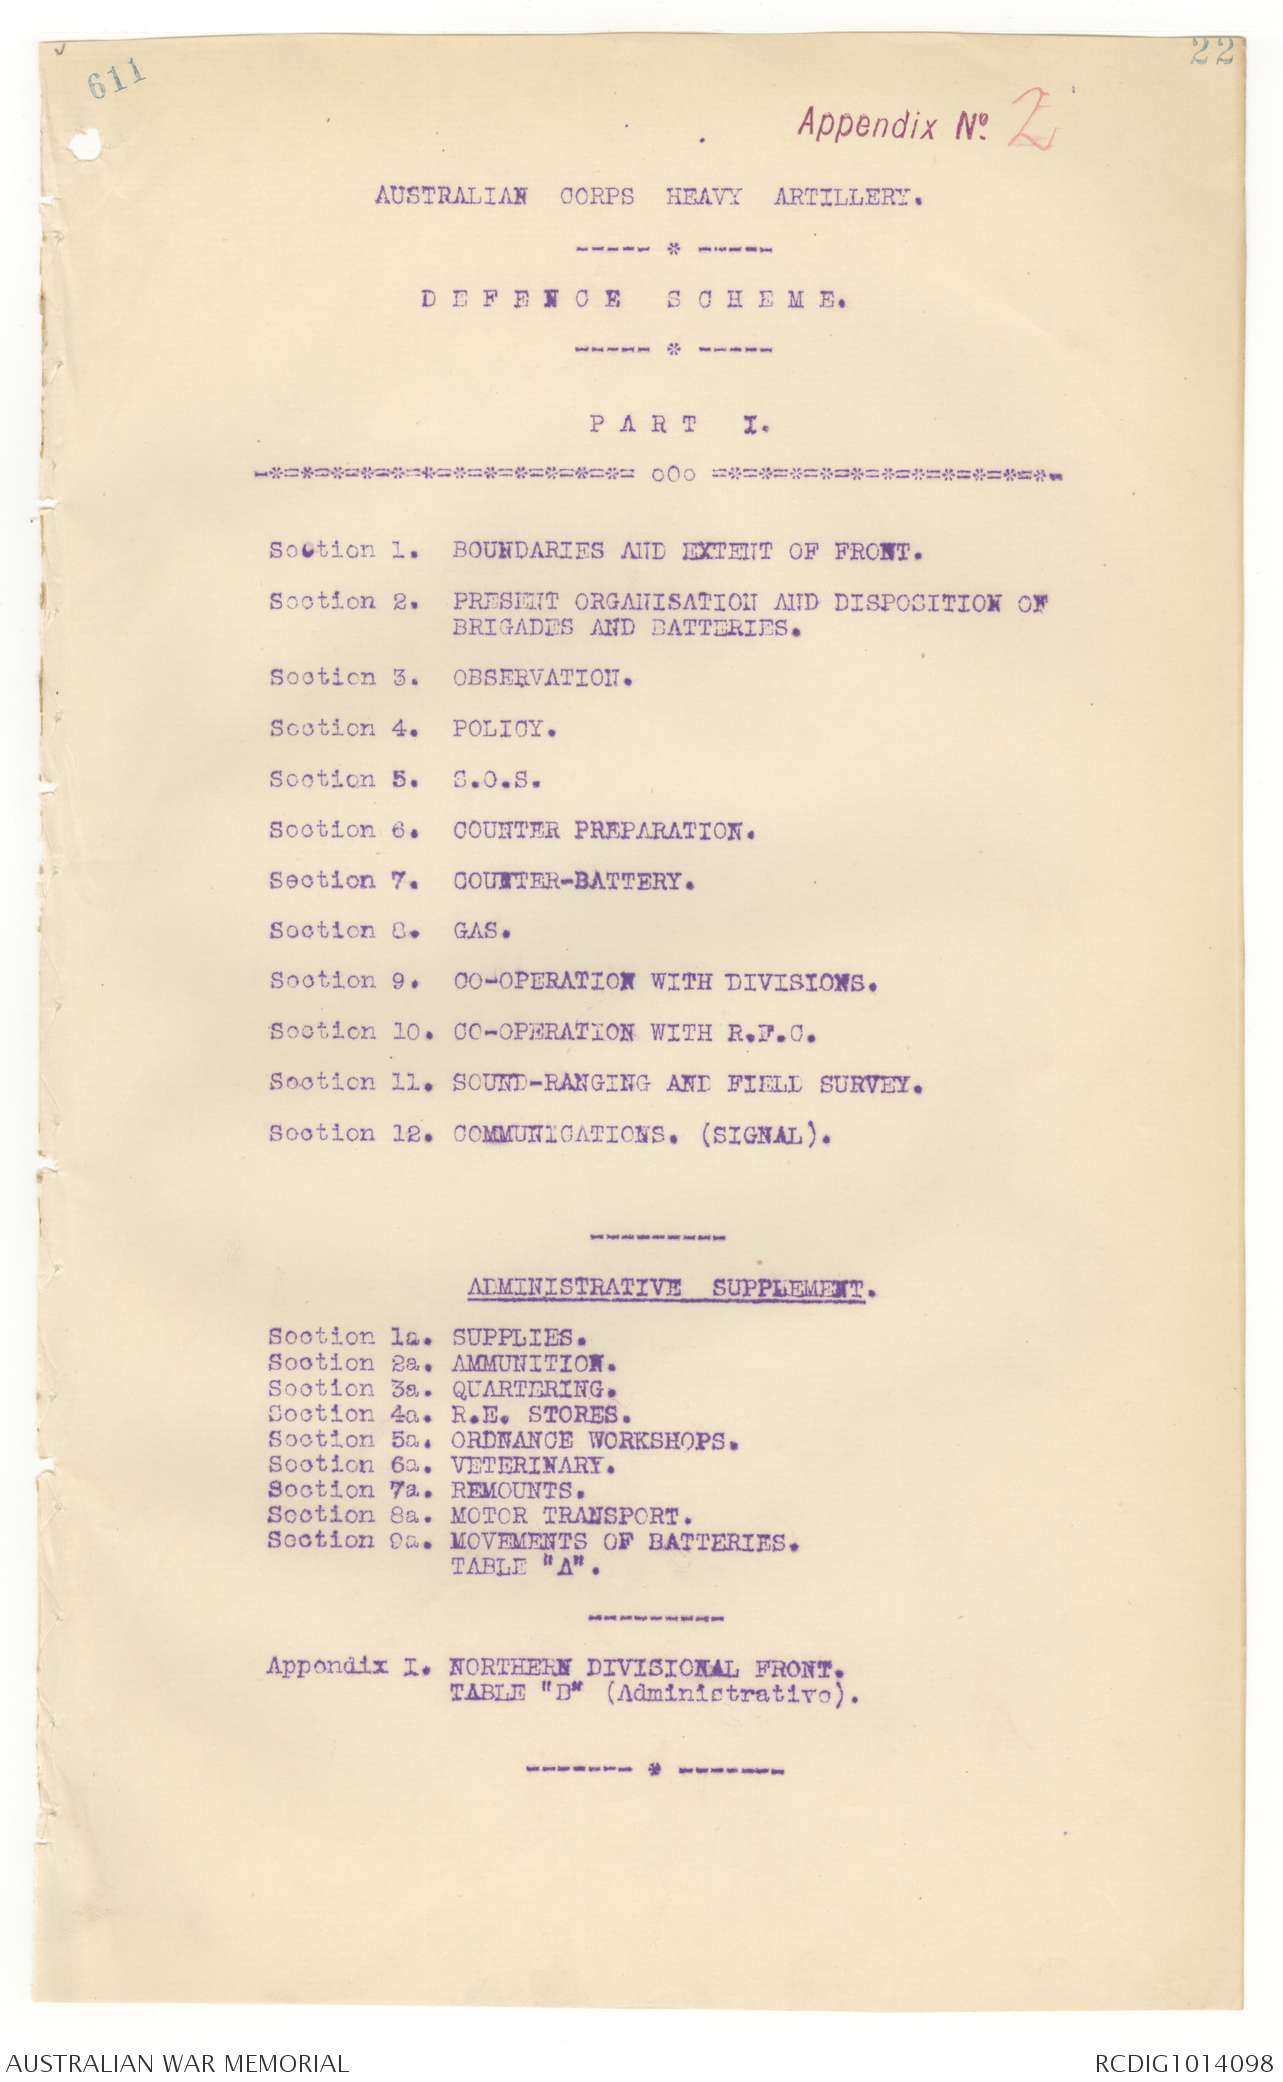 611
22
Appendix No. 2
AUSTRALIAN CORPS HEAVY ARTILLERY.
----- * -----
DEFENCE SCHEME.
----- * -----
PART I.
-*=*=*=*=*=*=*=*=*=*=*=*= oOo =*=*=*=*=*=*=*=*=*=*=*-
Section 1. BOUNDARIES AND EXTENT OF FRONT.
Section 2. PRESENT ORGANISATION AND DISPOSITION OF
BRIGADES AND BATTERIES.
Section 3. OBSERVATION.
Section 4. POLICY.
Section 5. S.O.S.
Section 6. COUNTER PREPARATION.
Section 7. COUNTER-BATTERY.
Section 8. GAS.
Section 9. CO-OPERATION WITH DIVISIONS.
Section 10. CO-OPERATION WITH R.F.C.
Section 11. SOUND-RANGING AND FIELD SURVEY.
Section 12. COMMUNICATIONS. (SIGNAL).
---------
ADMINISTRATIVE SUPPLEMENT.
Section 1a. SUPPLIES.
Section 2a. AMMUNITION.
Section 3a. QUARTERING.
Section 4a. R.E. STORES.
Section 5a. ORDNANCE WORKSHOPS.
Section 6a. VETERINARY.
Section 7a. REMOUNTS.
Section 8a. MOTOR TRANSPORT.
Section 9a. MOVEMENTS OF BATTERIES.
TABLE "A".
---------
Appendix I. NORTHERN DIVISIONAL FRONT.
TABLE "B" (Administrative).
------- * -------
AUSTRALIAN WAR MEMORIAL
RCDIG1014098